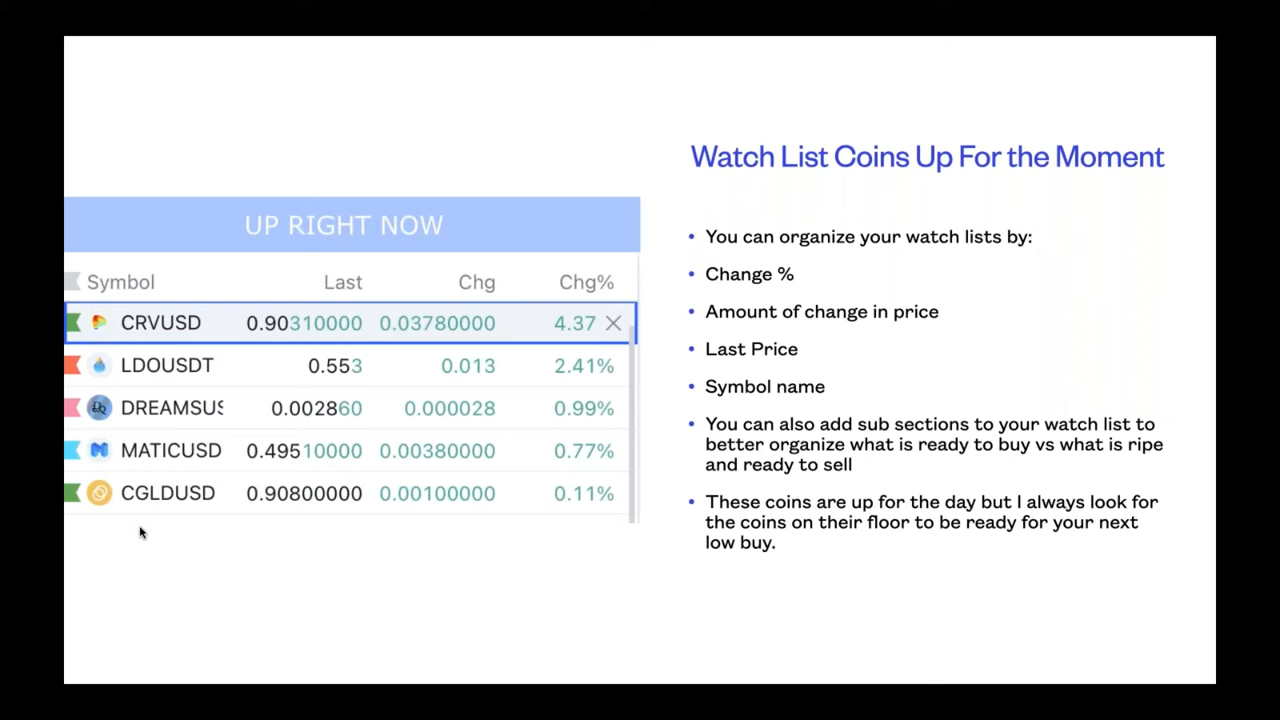 UP RIGHT NOW
Symbol Last Chg Chg%
CRVUSD 0.90310000 0.03780000 4.37
LDOUSDT 0.553 0.013 2.41%
DREAMSUS 0.002860 0.000028 0.99%
MATICUSD 0.49510000 0.00380000 0.77%
CGLDUSD 0.90800000 0.00100000 0.11%
Watch List Coins Up For the Moment
• You can organize your watch lists by:
• Change %
• Amount of change in price
• Last Price
• Symbol name
• You can also add sub sections to your watch list to
better organize what is ready to buy vs what is ripe
and ready to sell
• These coins are up for the day but I always look for
the coins on their floor to be ready for your next
low buy.